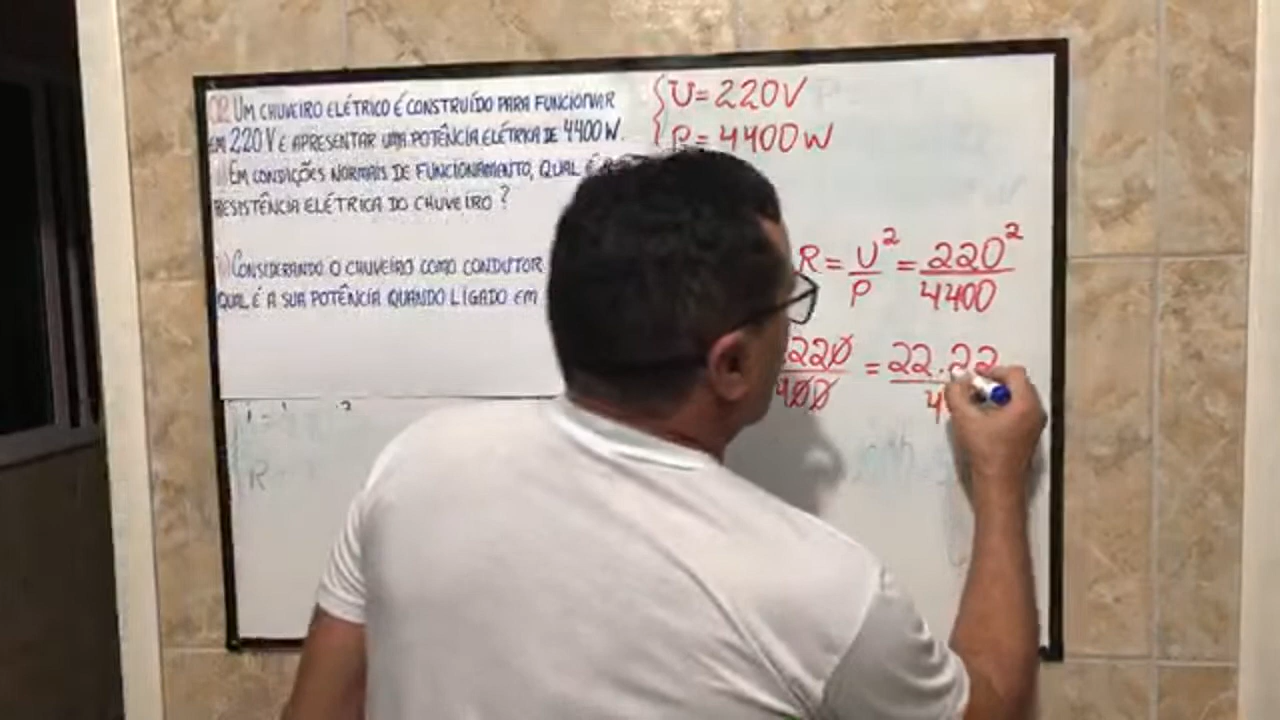 02 UM CHUVEIRO ELÉTRICO É CONSTRUÍDO PARA FUNCIONAR
EM 220V E APRESENTAR UMA POTÊNCIA ELÉTRICA DE 4400W.
EM CONDIÇÕES NORMAIS DE FUNCIONAMENTO, QUAL É
RESISTÊNCIA ELÉTRICA DO CHUVEIRO ?
CONSIDERANDO O CHUVEIRO COMO CONDUTOR
QUAL É A SUA POTÊNCIA QUANDO LIGADO EM
U = 220V
P = 4400W
R = U² / P = 220² / 4400
220 / 400 = 22.22 / 4
R